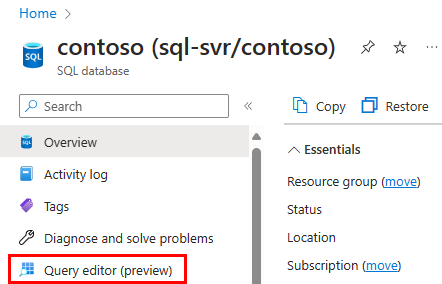 Home
contoso (sql-svr/contoso)
SQL database
Search
Copy
Restore
SQL
Overview
Activity log
Tags
Diagnose and solve problems
Query editor (preview)
Essentials
Resource group (move)
Status
Location
Subscription (move)